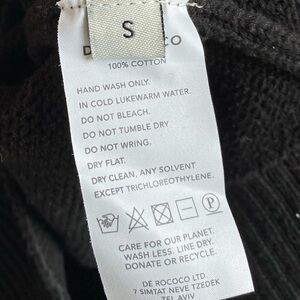 S
100% COTTON
HAND WASH ONLY.
IN COLD LUKEWARM WATER.
DO NOT BLEACH.
DO NOT TUMBLE DRY
DO NOT WRING.
DRY FLAT.
DRY CLEAN, ANY SOLVENT
EXCEPT TRICHLOROETHYLENE.
P
CARE FOR OUR PLANET.
WASH LESS. LINE DRY.
DONATE OR RECYCLE.
DE ROCOCO LTD
7 SIMTAT NEVE TZEDEK
TEL AVIV